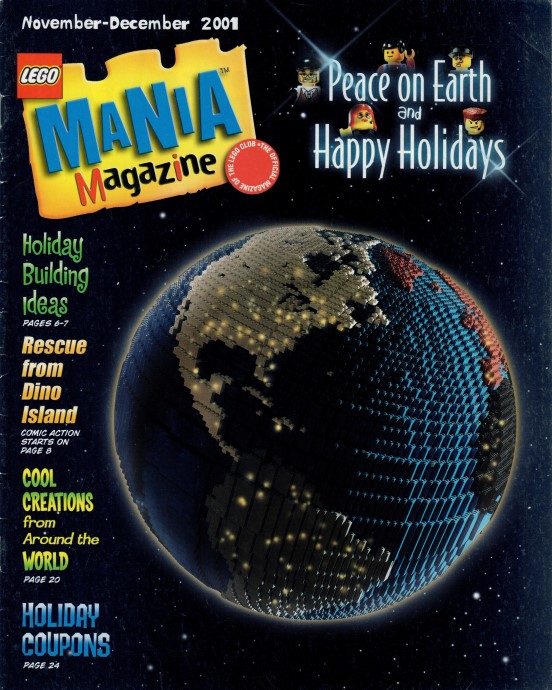 November-December 2001
LEGO
MANIA™
Magazine
THE OFFICIAL MAGAZINE OF THE LEGO CLUB •
Peace on Earth
and
Happy Holidays
Holiday
Building
Ideas
PAGES 6-7
Rescue
from
Dino
Island
COMIC ACTION
STARTS ON
PAGE 8
COOL
CREATIONS
from
Around the
WORLD
PAGE 20
HOLIDAY
COUPONS
PAGE 24